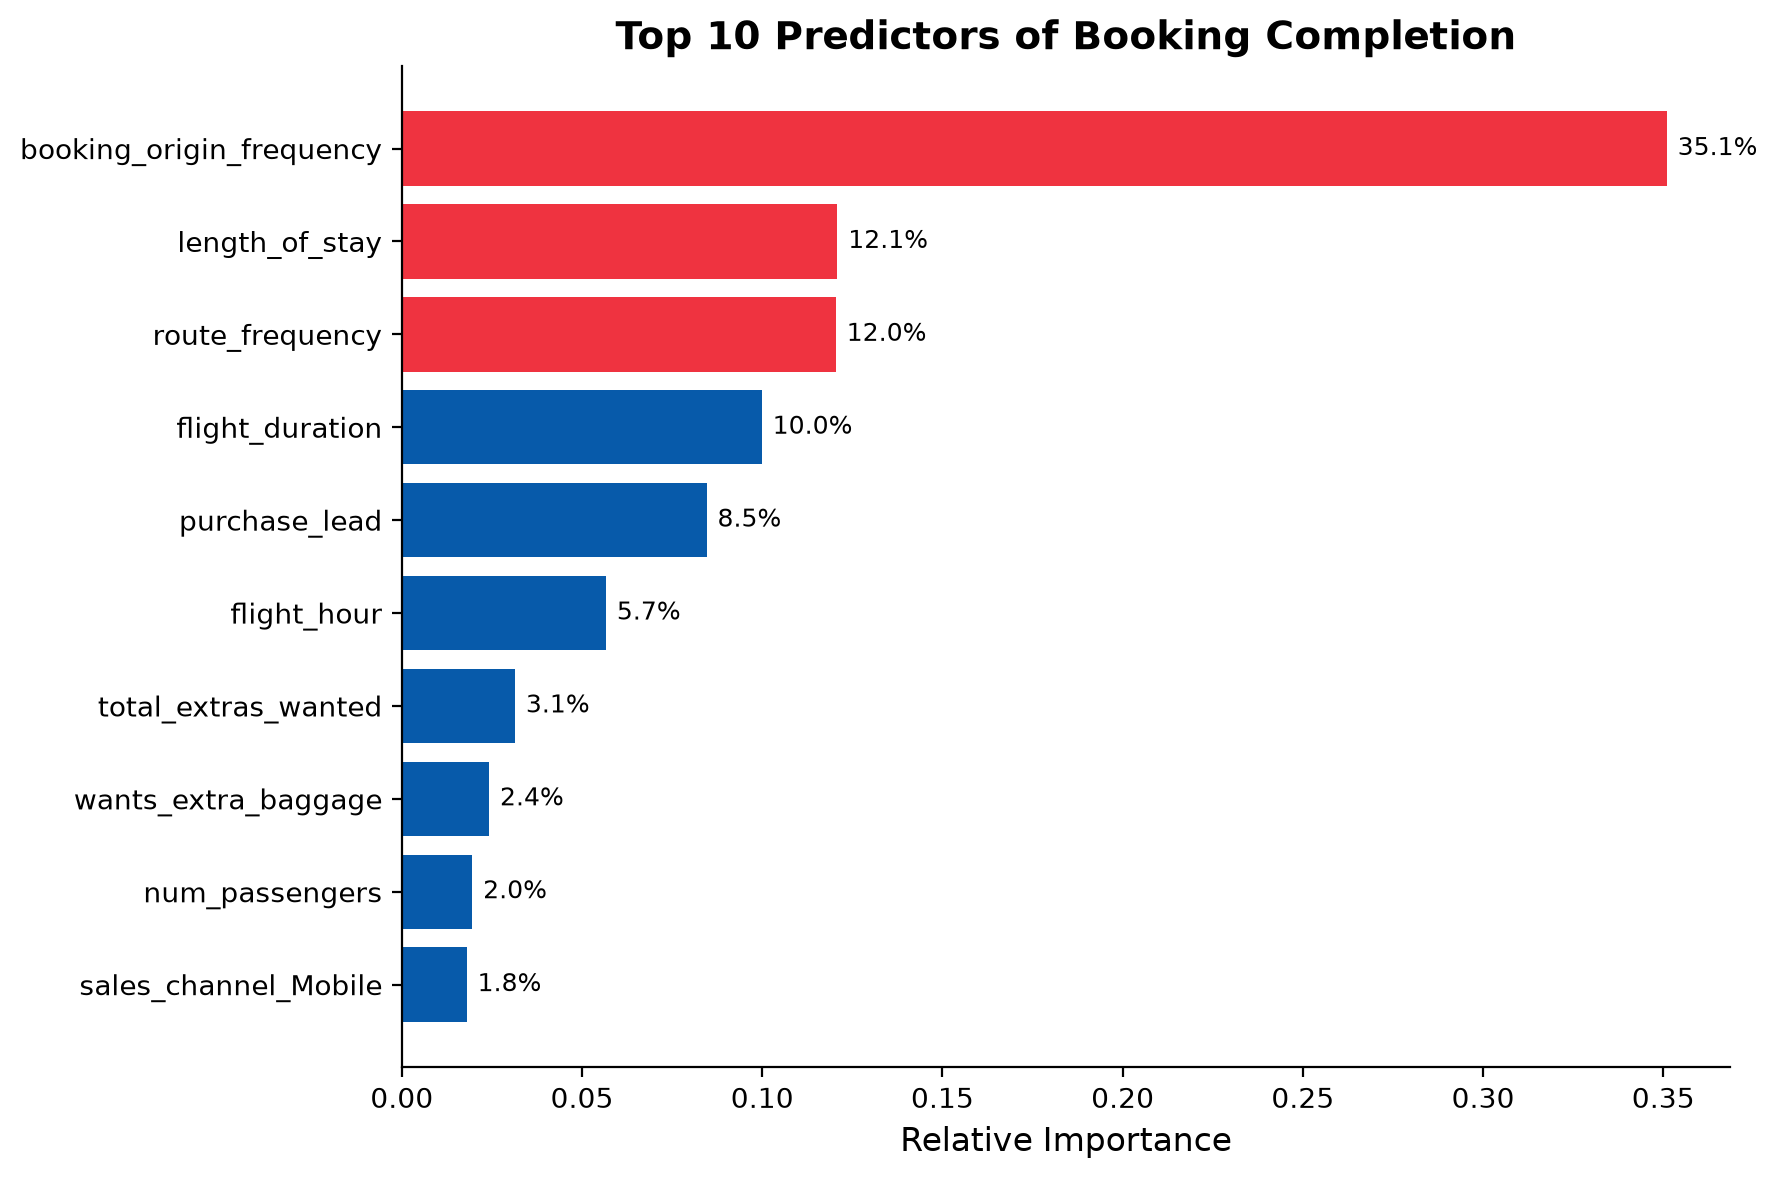 Top 10 Predictors of Booking Completion
booking_origin_frequency 35.1%
length_of_stay 12.1%
route_frequency 12.0%
flight_duration 10.0%
purchase_lead 8.5%
flight_hour 5.7%
total_extras_wanted 3.1%
wants_extra_baggage 2.4%
num_passengers 2.0%
sales_channel_Mobile 1.8%
0.00 0.05 0.10 0.15 0.20 0.25 0.30 0.35
Relative Importance